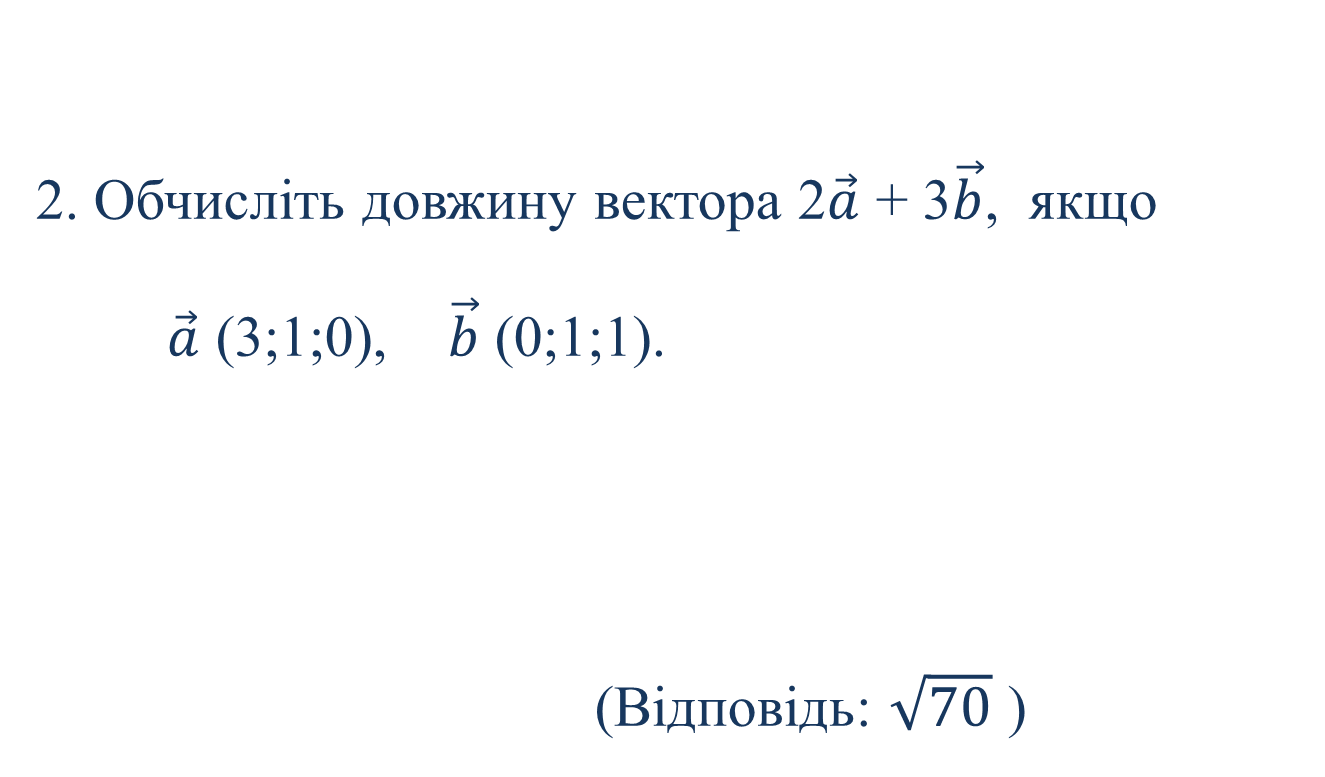 2. Обчисліть довжину вектора 2a⃗ + 3b⃗, якщо
a⃗ (3;1;0), b⃗ (0;1;1).
(Відповідь: √70 )